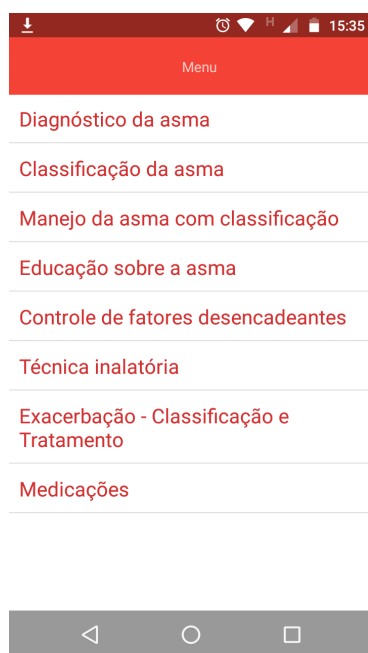 H 15:35
Menu
Diagnóstico da asma
Classificação da asma
Manejo da asma com classificação
Educação sobre a asma
Controle de fatores desencadeantes
Técnica inalatória
Exacerbação - Classificação e
Tratamento
Medicações